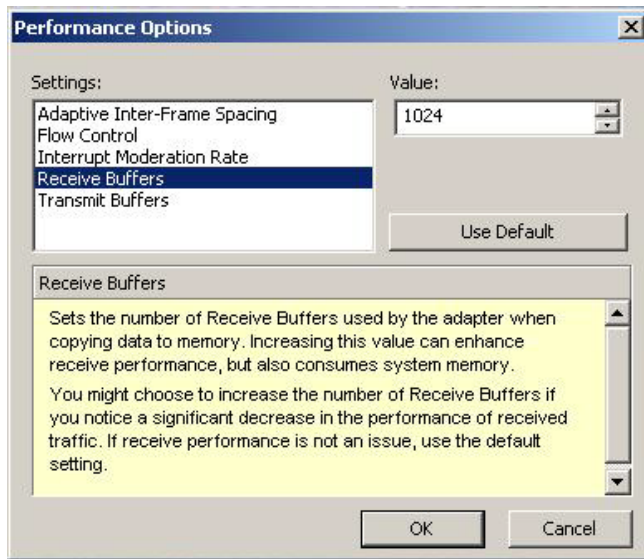 Performance Options
Settings:
Value:
Adaptive Inter-Frame Spacing
Flow Control
Interrupt Moderation Rate
Receive Buffers
Transmit Buffers
1024
Use Default
Receive Buffers
Sets the number of Receive Buffers used by the adapter when
copying data to memory. Increasing this value can enhance
receive performance, but also consumes system memory.
You might choose to increase the number of Receive Buffers if
you notice a significant decrease in the performance of received
traffic. If receive performance is not an issue, use the default
setting.
OK
Cancel